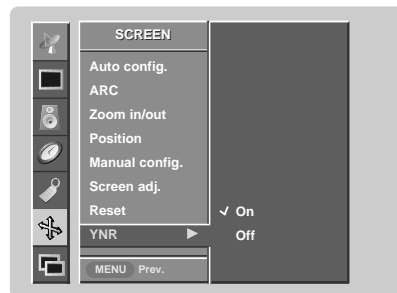 SCREEN
Auto config.
ARC
Zoom in/out
Position
Manual config.
Screen adj.
Reset
YNR ▶
✓ On
Off
MENU Prev.